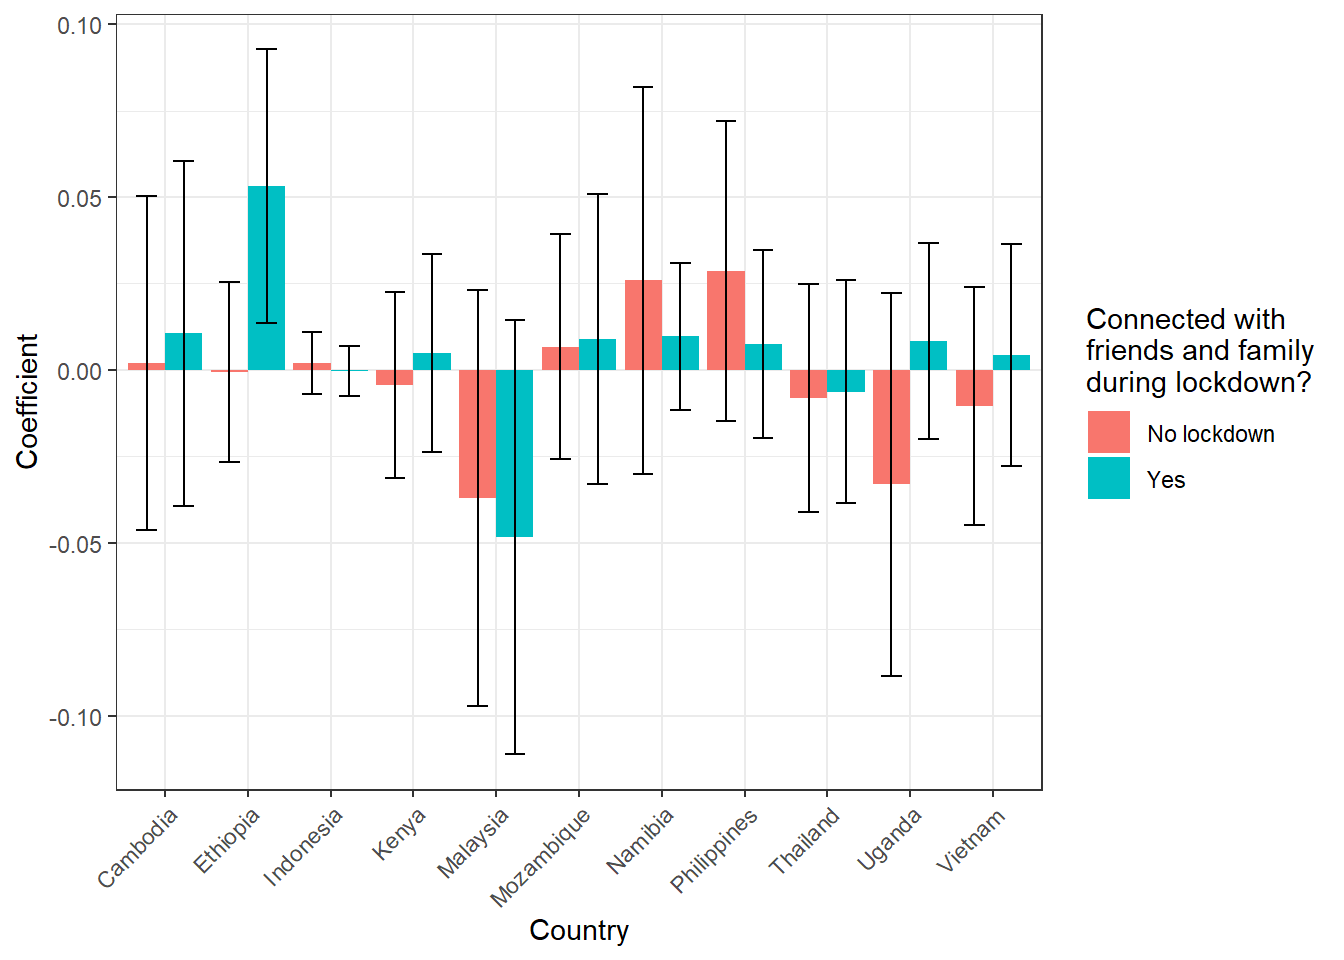 0.10
0.05
0.00
-0.05
-0.10
Coefficient
Cambodia
Ethiopia
Indonesia
Kenya
Malaysia
Mozambique
Namibia
Philippines
Thailand
Uganda
Vietnam
Country
Connected with
friends and family
during lockdown?
No lockdown
Yes